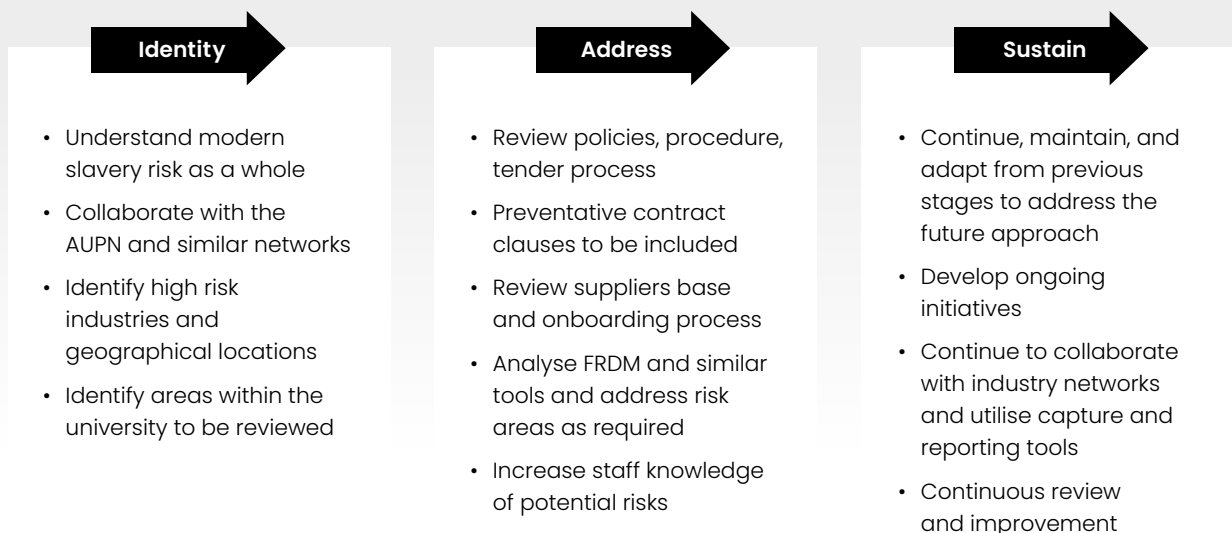 Identity
• Understand modern
slavery risk as a whole
• Collaborate with the
AUPN and similar networks
• Identify high risk
industries and
geographical locations
• Identify areas within the
university to be reviewed
Address
• Review policies, procedure,
tender process
• Preventative contract
clauses to be included
• Review suppliers base
and onboarding process
• Analyse FRDM and similar
tools and address risk
areas as required
• Increase staff knowledge
of potential risks
Sustain
• Continue, maintain, and
adapt from previous
stages to address the
future approach
• Develop ongoing
initiatives
• Continue to collaborate
with industry networks
and utilise capture and
reporting tools
• Continuous review
and improvement